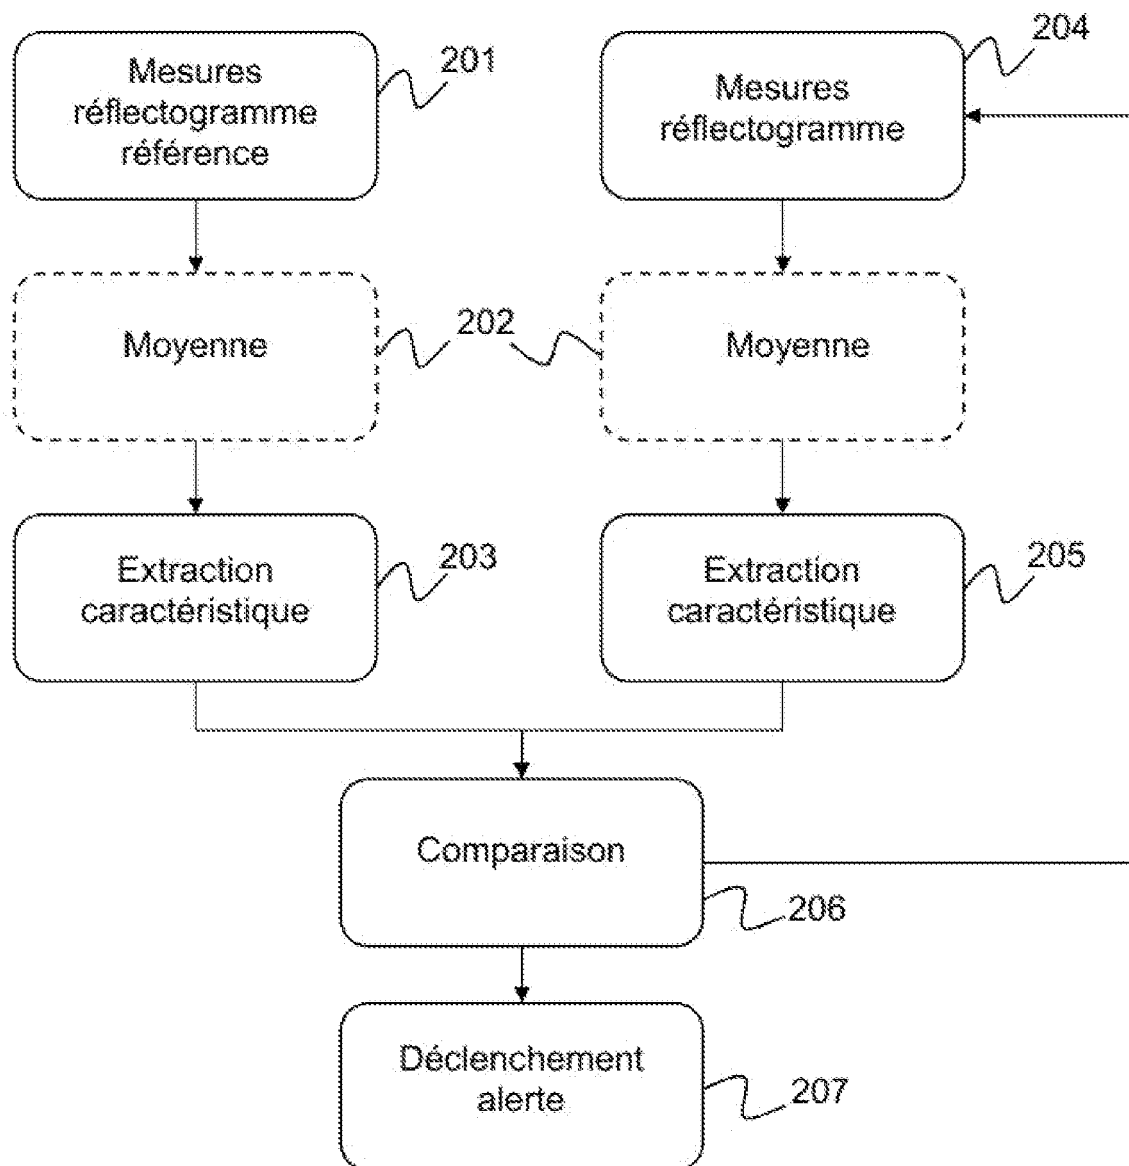 Mesures
réflectogramme
référence
201
Mesures
réflectogramme
204
Moyenne
202
Moyenne
Extraction
caractéristique
203
Extraction
caractéristique
205
Comparaison
206
Déclenchement
alerte
207